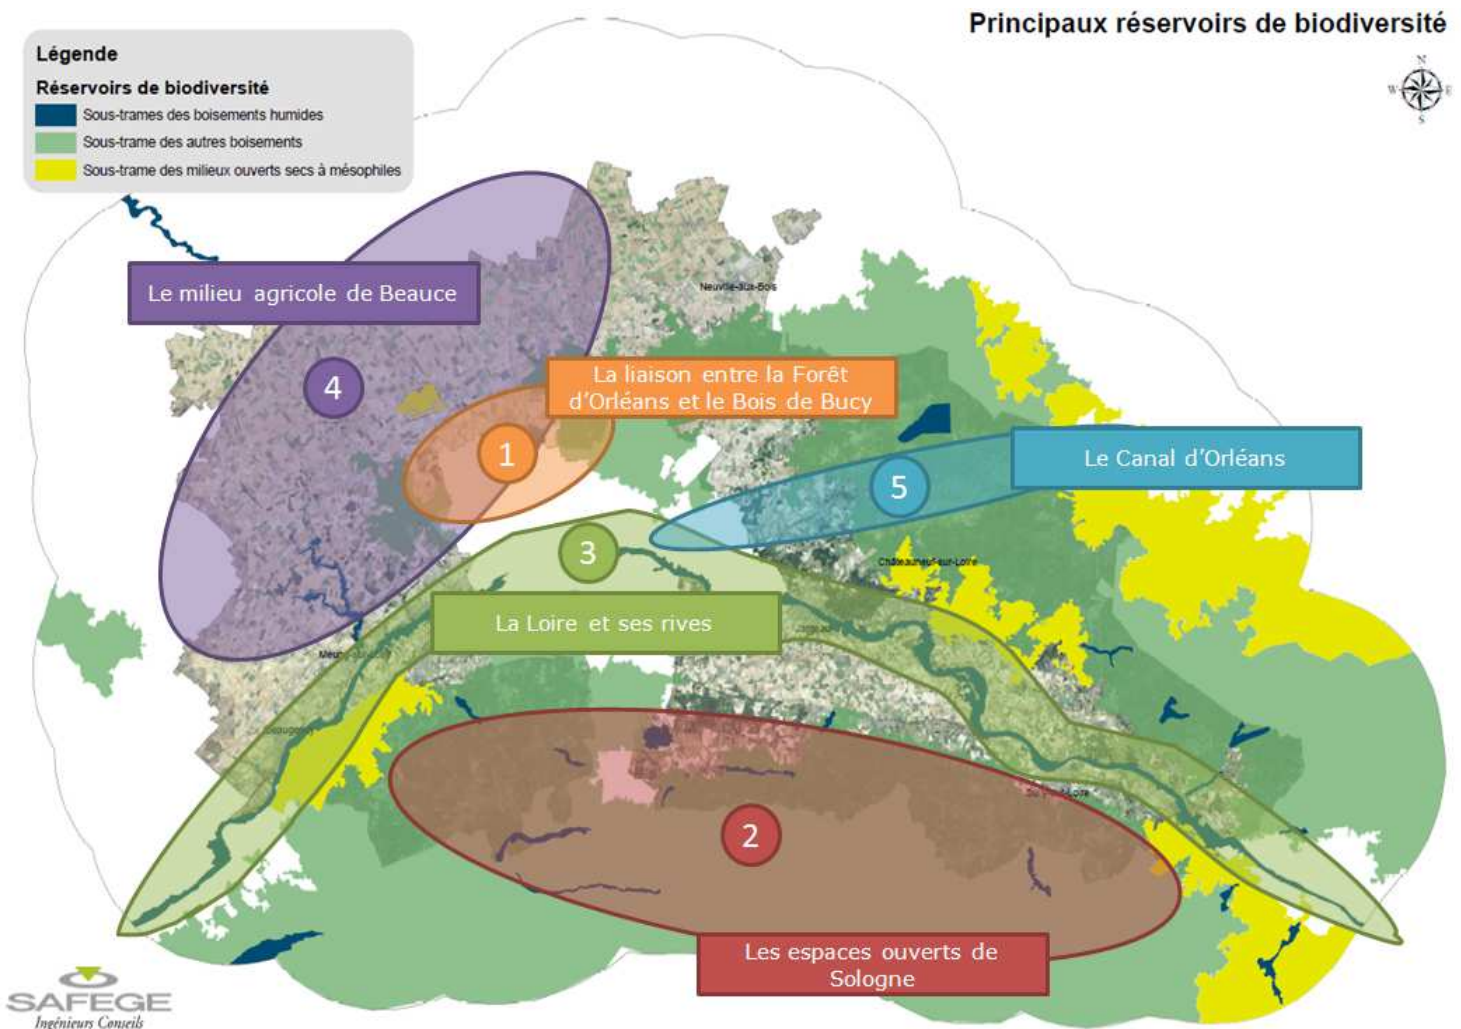 Principaux réservoirs de biodiversité
Légende
Réservoirs de biodiversité
Sous-trames des boisements humides
Sous-trame des autres boisements
Sous-trame des milieux ouverts secs à mésophiles
N
W
E
S
Neuville-aux-Bois
Le milieu agricole de Beauce
4
La liaison entre la Forêt
d'Orléans et le Bois de Bucy
1
Le Canal d'Orléans
5
3
Châteauneuf-sur-Loire
La Loire et ses rives
Beaugency
2
Les espaces ouverts de
Sologne
SAFEGE
Ingénieurs Conseils